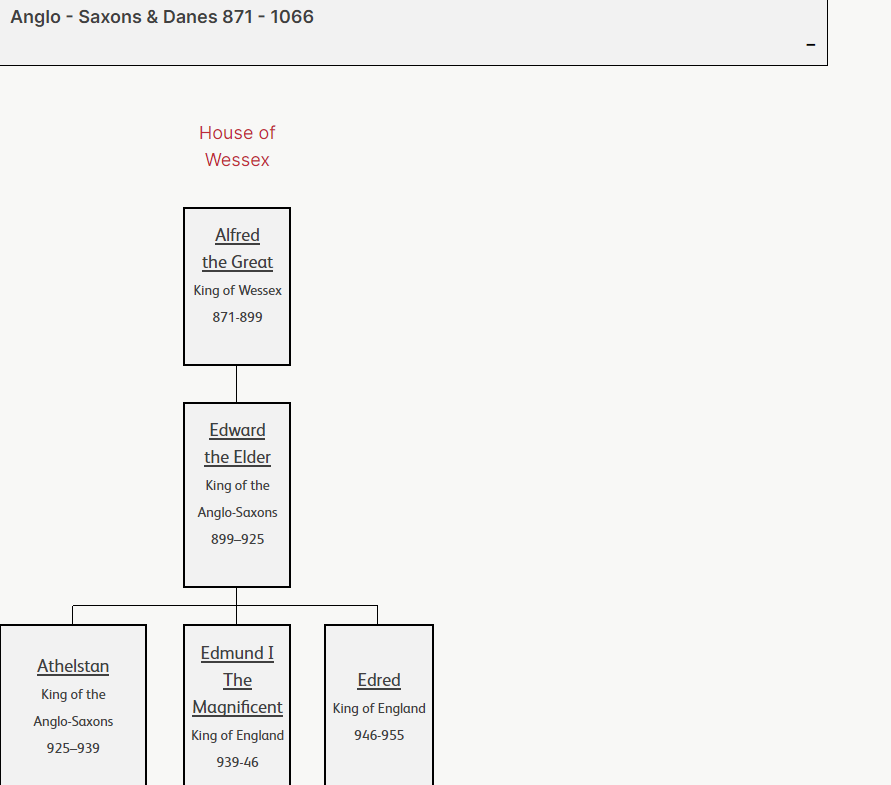 Anglo - Saxons & Danes 871 - 1066
–
House of
Wessex
Alfred
the Great
King of Wessex
871-899
Edward
the Elder
King of the
Anglo-Saxons
899–925
Athelstan
King of the
Anglo-Saxons
925–939
Edmund I
The
Magnificent
King of England
939-46
Edred
King of England
946-955